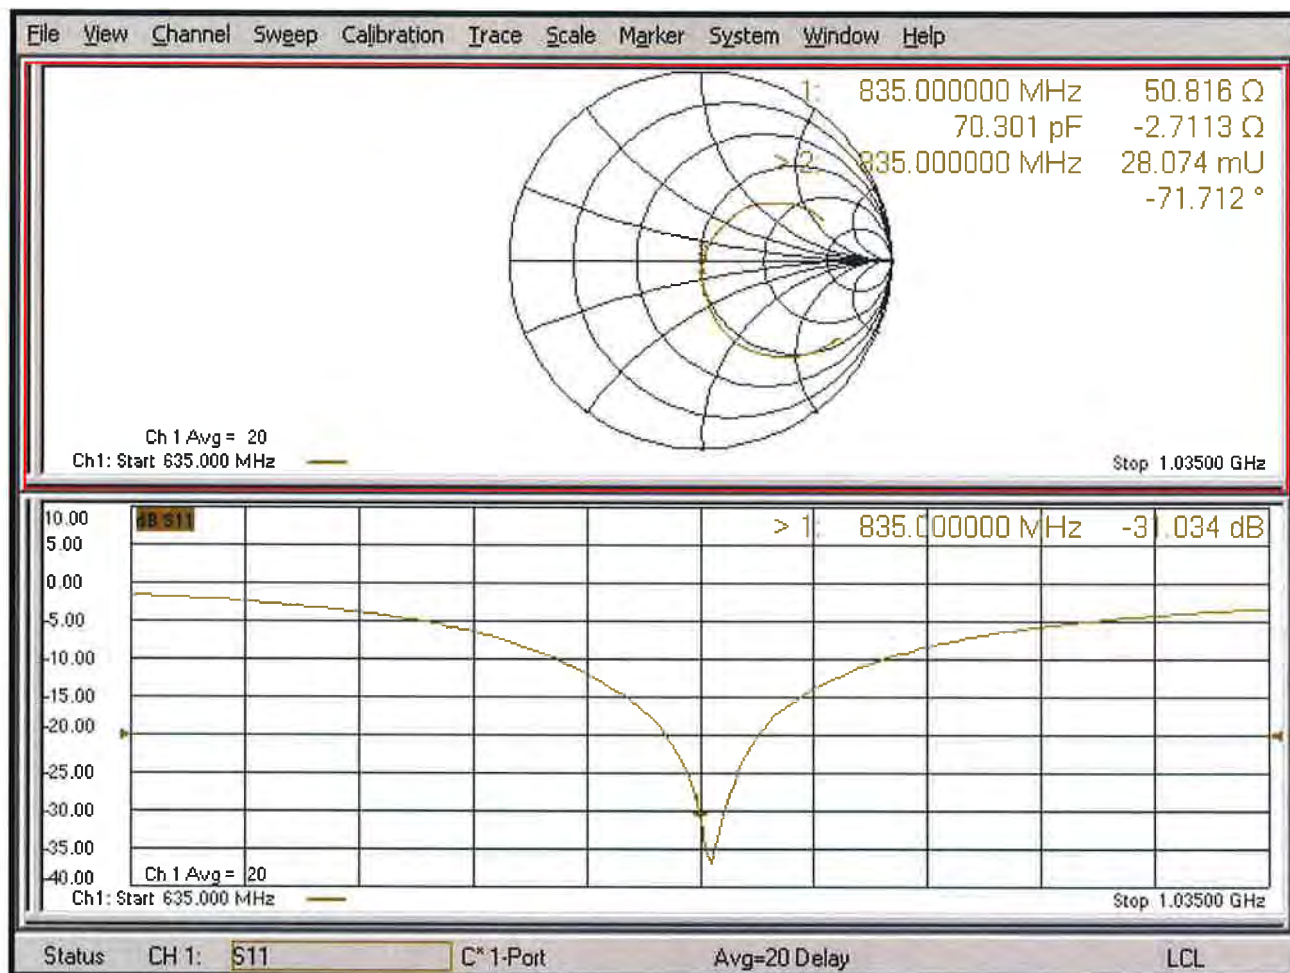 File View Channel Sweep Calibration Trace Scale Marker System Window Help
1: 835.000000 MHz 50.816 Ω
70.301 pF -2.7113 Ω
> 2: 835.000000 MHz 28.074 mU
-71.712 °
Ch 1 Avg = 20
Ch1: Start 635.000 MHz
Stop 1.03500 GHz
10.00
dB S11
> 1: 835.000000 MHz -31.034 dB
5.00
0.00
-5.00
-10.00
-15.00
-20.00
-25.00
-30.00
-35.00
-40.00
Ch 1 Avg = 20
Ch1: Start 635.000 MHz
Stop 1.03500 GHz
Status CH 1: S11 C* 1-Port Avg=20 Delay LCL